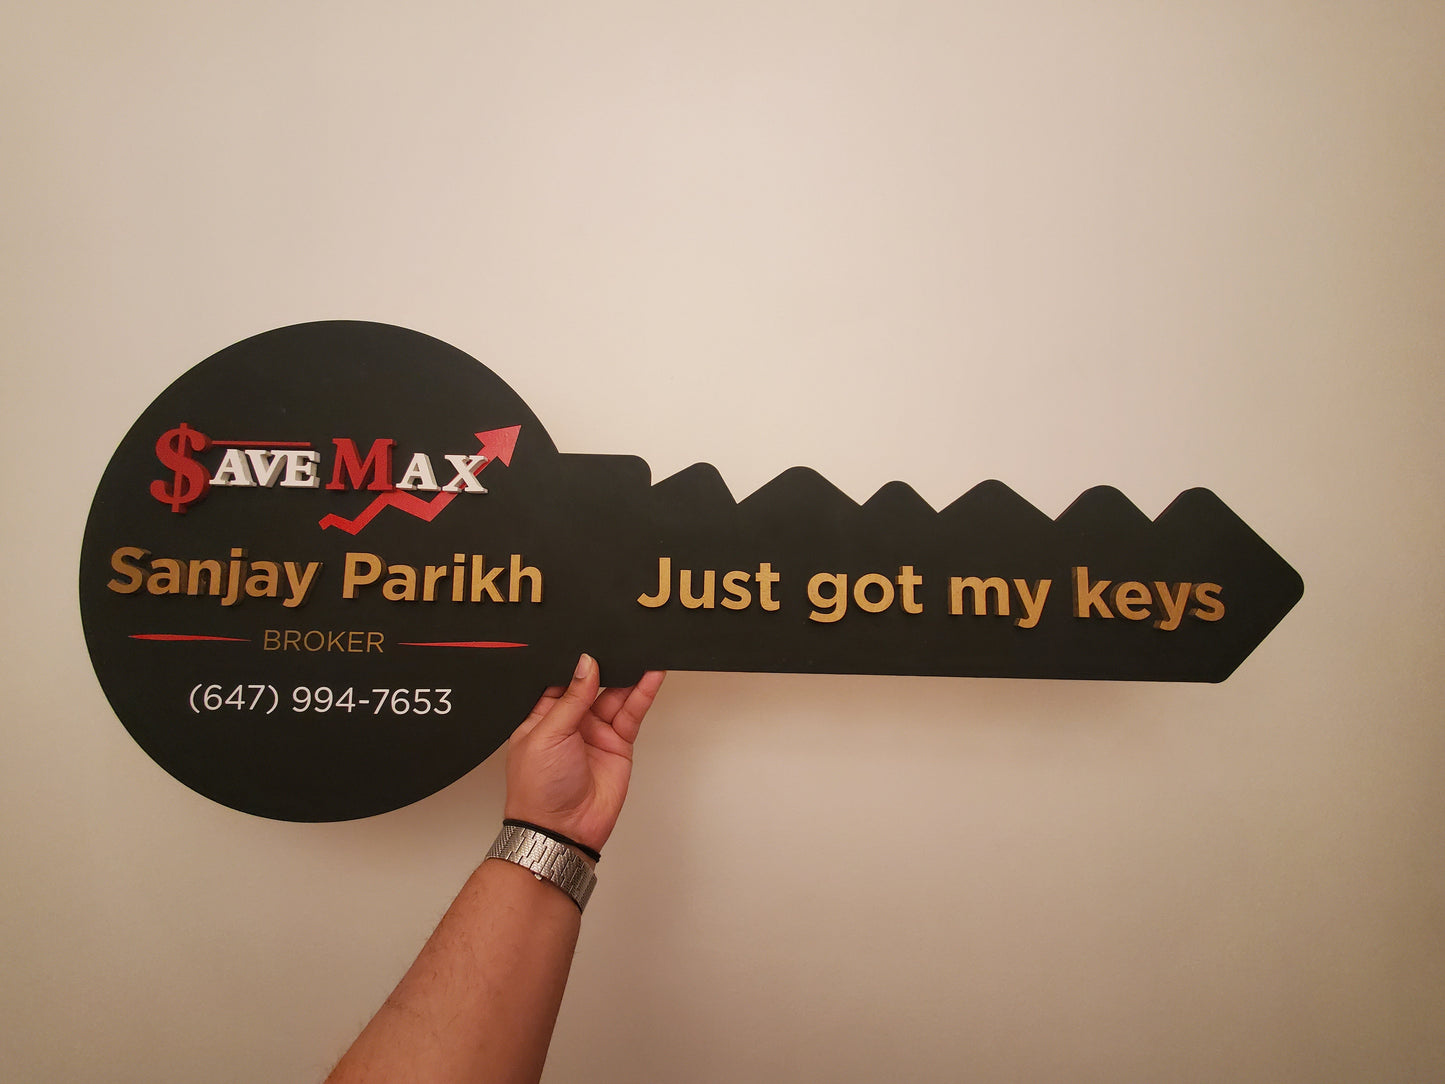 $AVE MAX
Sanjay Parikh
BROKER
(647) 994-7653
Just got my keys